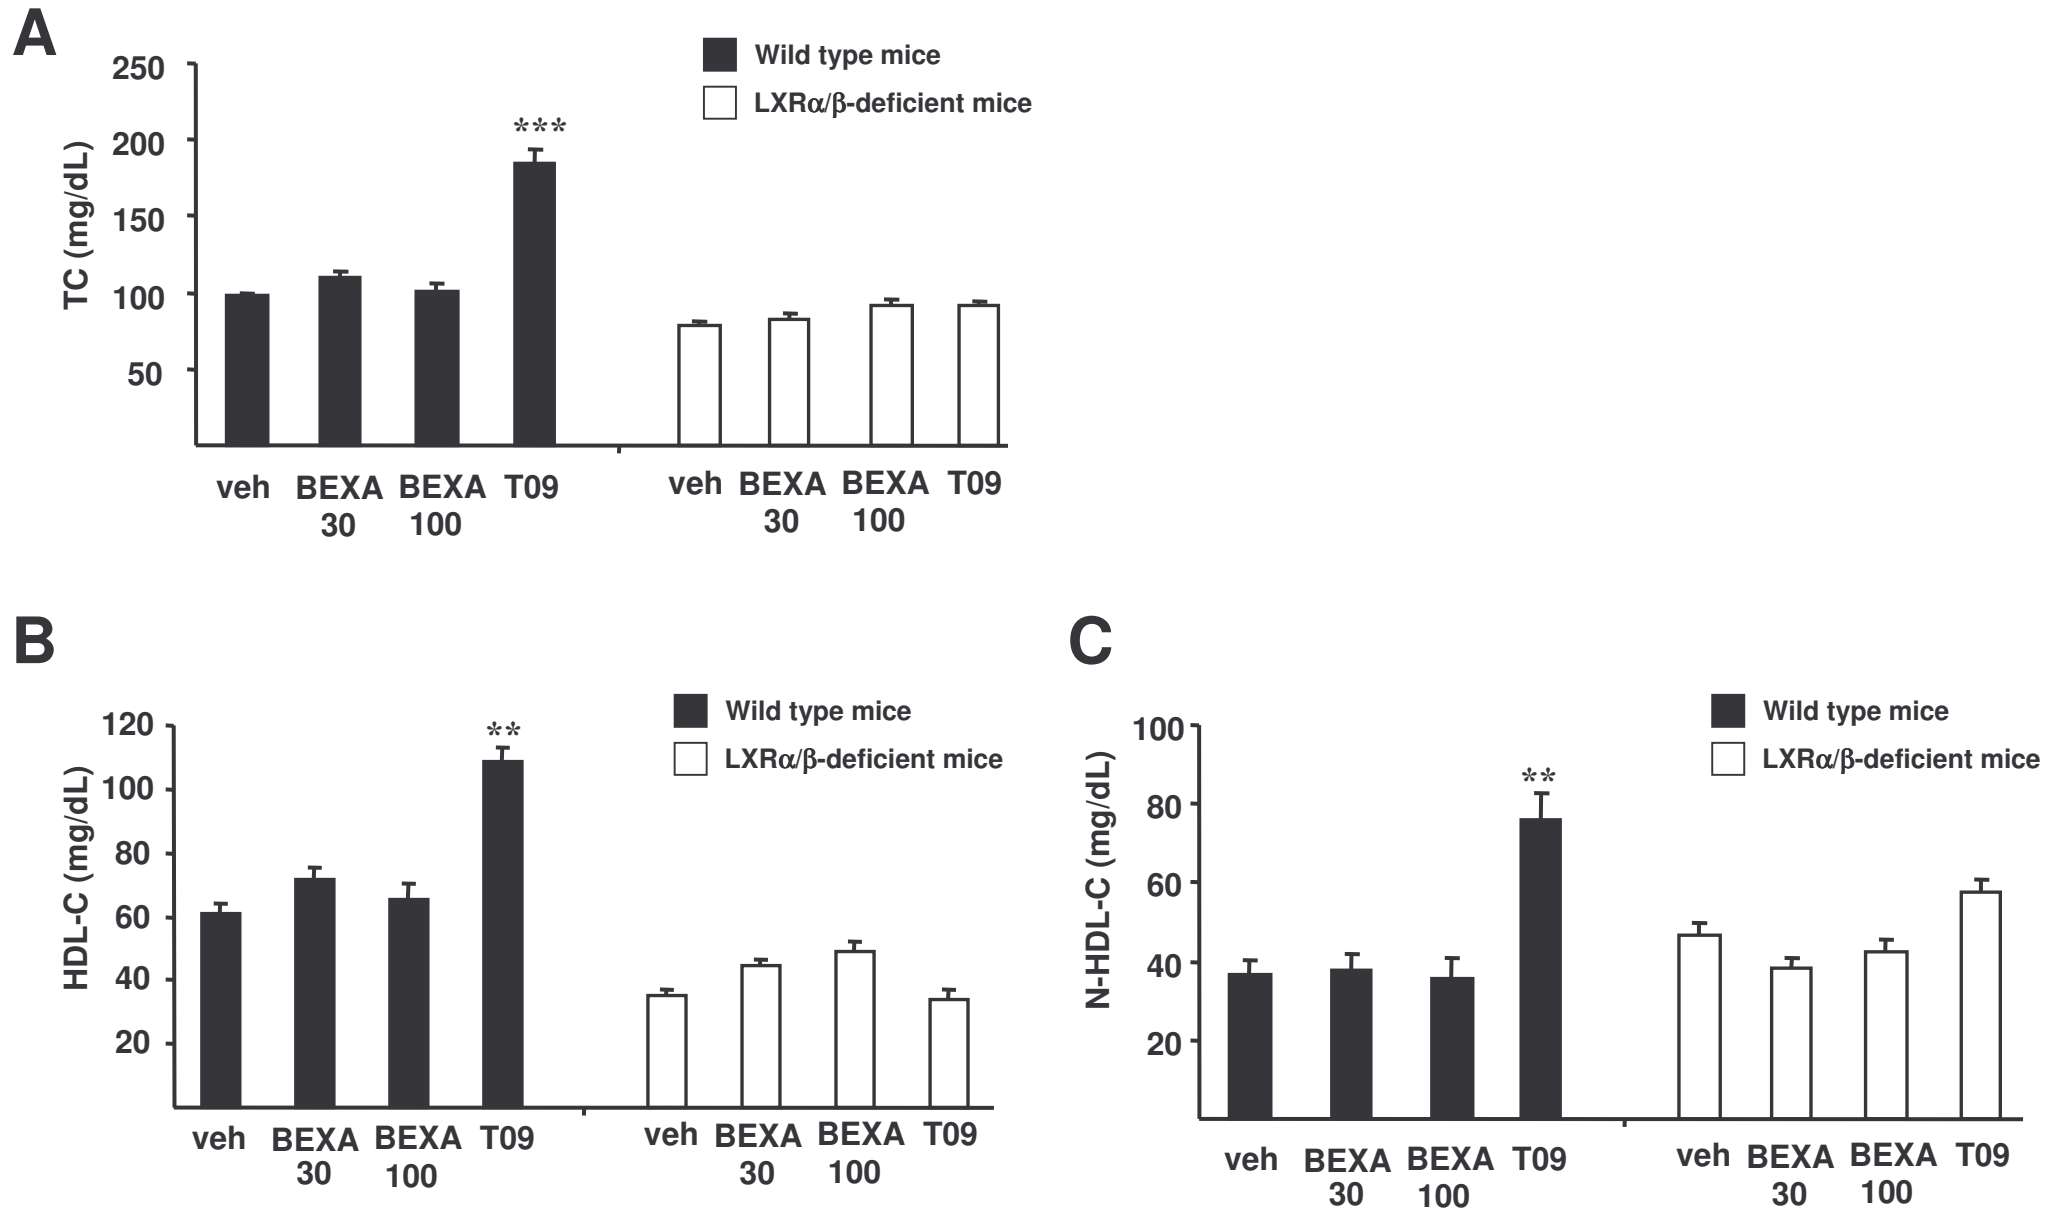 A
Wild type mice
LXRα/β-deficient mice
TC (mg/dL)
250
200
150
100
50
***
veh BEXA BEXA T09 veh BEXA BEXA T09
30 100 30 100
B
Wild type mice
LXRα/β-deficient mice
HDL-C (mg/dL)
120
100
80
60
40
20
**
veh BEXA BEXA T09 veh BEXA BEXA T09
30 100 30 100
C
Wild type mice
LXRα/β-deficient mice
N-HDL-C (mg/dL)
100
80
60
40
20
**
veh BEXA BEXA T09 veh BEXA BEXA T09
30 100 30 100